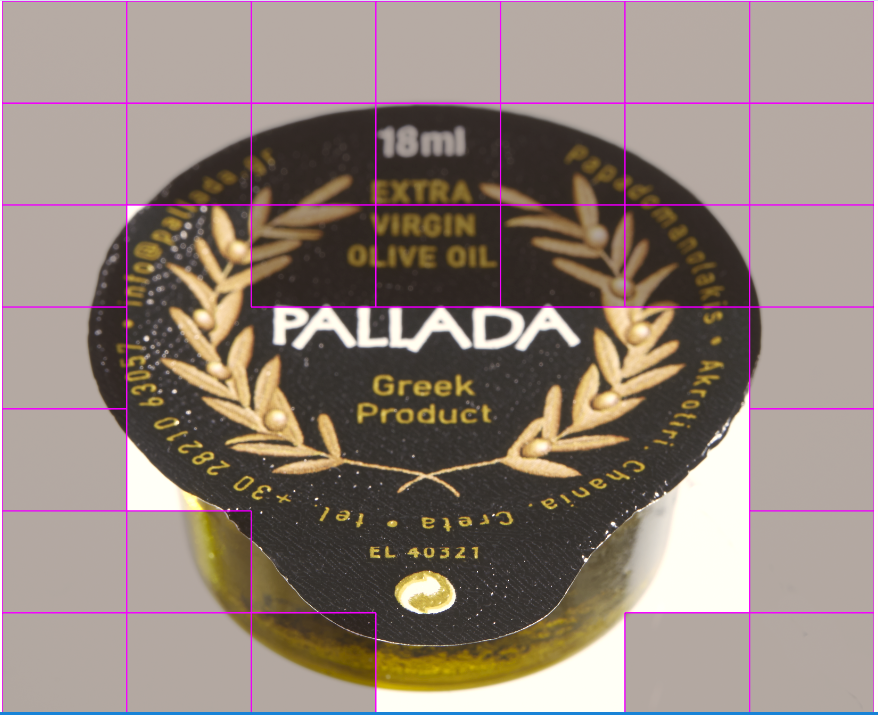 18ml
EXTRA
VIRGIN
OLIVE OIL
PALLADA
Greek
Product
info@pallada.gr
Papadomanolakis • Akrotiri. Chania. Creta • tel +30 28210 63057 •
EL 40321